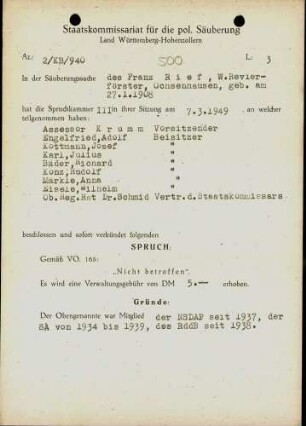 Staatskommissariat für die pol. Säuberung
Land Württemberg-Hohenzollern
Az: 2/KB/940 500 L: 3
In der Säuberungssache des Franz Rief, W.Revier-
förster, Ochsenhausen, geb. am
27.1.1908
hat die Spruchkammer III in ihrer Sitzung am 7.3.1949 an welcher
teilgenommen haben:
Assessor Krumm Vorsitzender
Engelfried, Adolf Beisitzer
Kottmann, Josef "
Karl, Julius "
Bader, Richard "
Konz, Rudolf "
Markle, Anna "
Eisele, Wilhelm "
Ob.Reg.Rat Dr. Schmid Vertr.d.Staatskommissars
beschlossen und sofort verkündet folgenden
SPRUCH:
Gemäß VO. 165:
„Nicht betroffen".
Es wird eine Verwaltungsgebühr von DM 5.— erhoben.
Gründe:
Der Obengenannte war Mitglied der NSDAP seit 1937, der
SA von 1934 bis 1939, des RddB seit 1938.